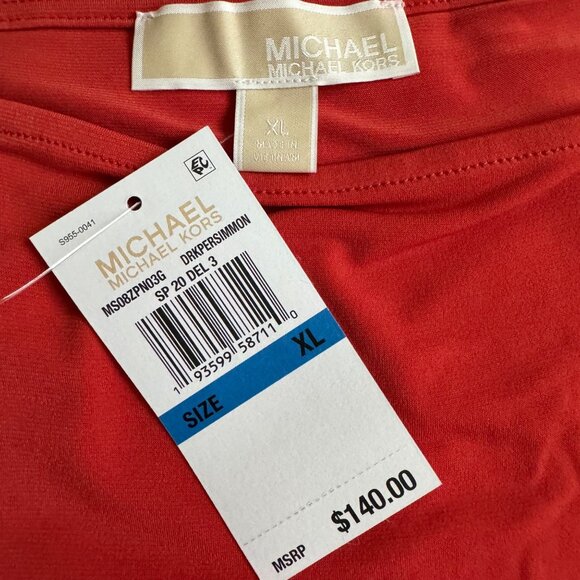 MICHAEL
MICHAEL KORS
XL
MADE IN
VIETNAM
S955-0041
MICHAEL
MICHAEL KORS
MS08ZPN03G DRKPERSIMMON
SP 20 DEL 3
1 93599 58711 0
SIZE XL
MSRP $140.00